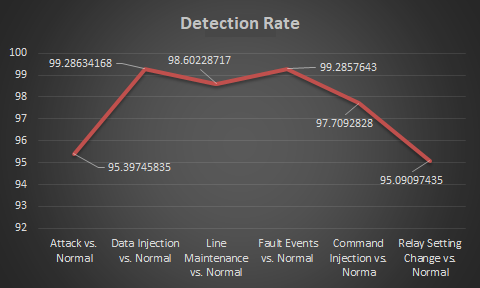 Detection Rate
100
99
98
97
96
95
94
93
92
99.28634168
98.60228717
99.2857643
97.7092828
95.39745835
95.09097435
Attack vs.
Normal
Data Injection
vs. Normal
Line
Maintenance
vs. Normal
Fault Events
vs. Normal
Command
Injection vs.
Norma
Relay Setting
Change vs.
Normal